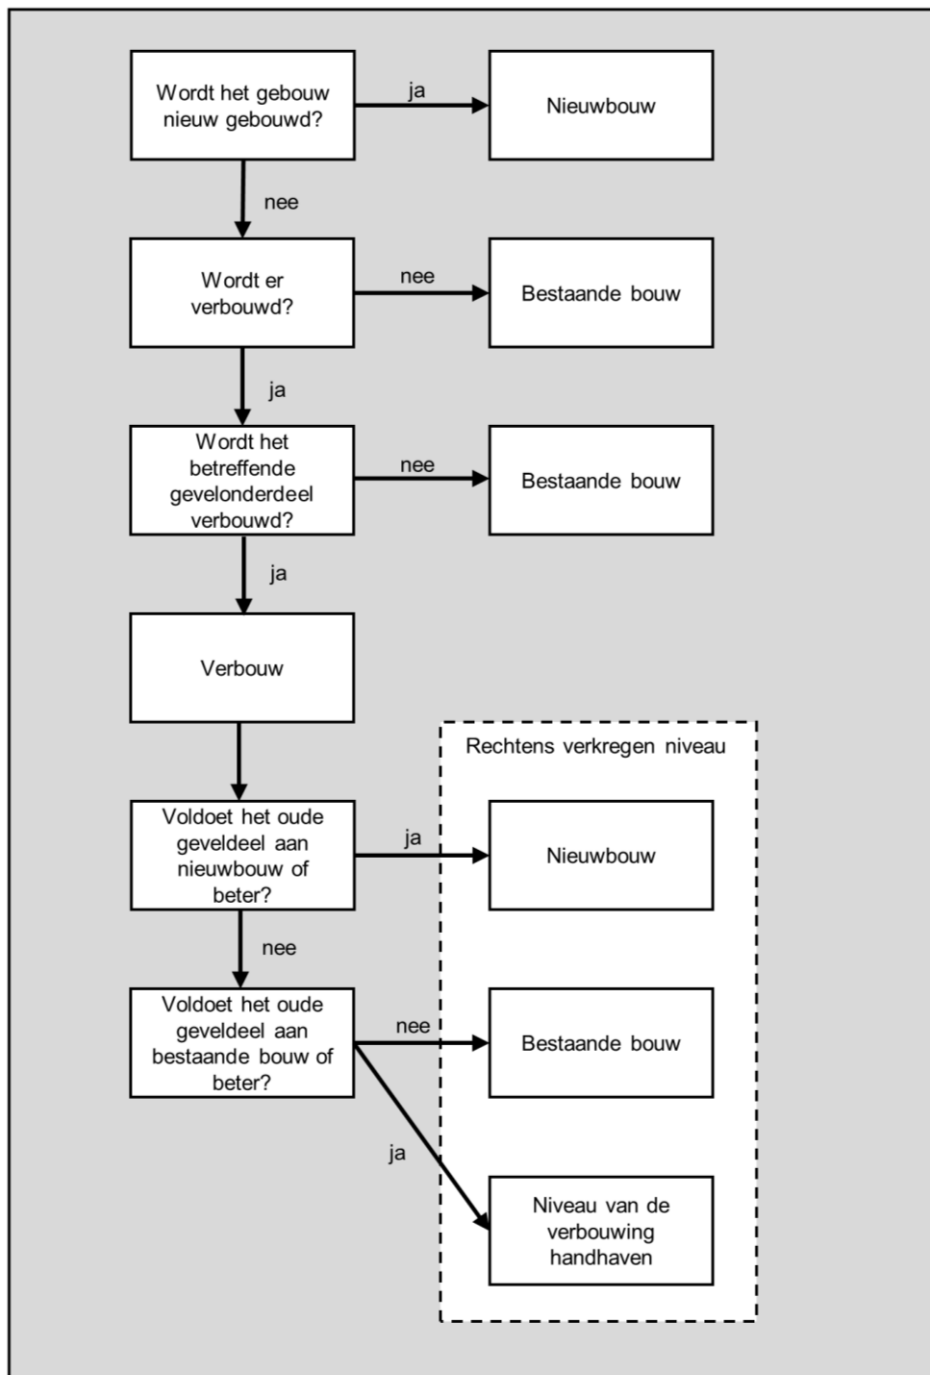 Wordt het gebouw
nieuw gebouwd?
ja
Nieuwbouw
nee
Wordt er
verbouwd?
nee
Bestaande bouw
ja
Wordt het
betreffende
gevelonderdeel
verbouwd?
nee
Bestaande bouw
ja
Verbouw
Rechtens verkregen niveau
Voldoet het oude
geveldeel aan
nieuwbouw of
beter?
ja
Nieuwbouw
nee
Voldoet het oude
geveldeel aan
bestaande bouw of
beter?
nee
Bestaande bouw
ja
Niveau van de
verbouwing
handhaven